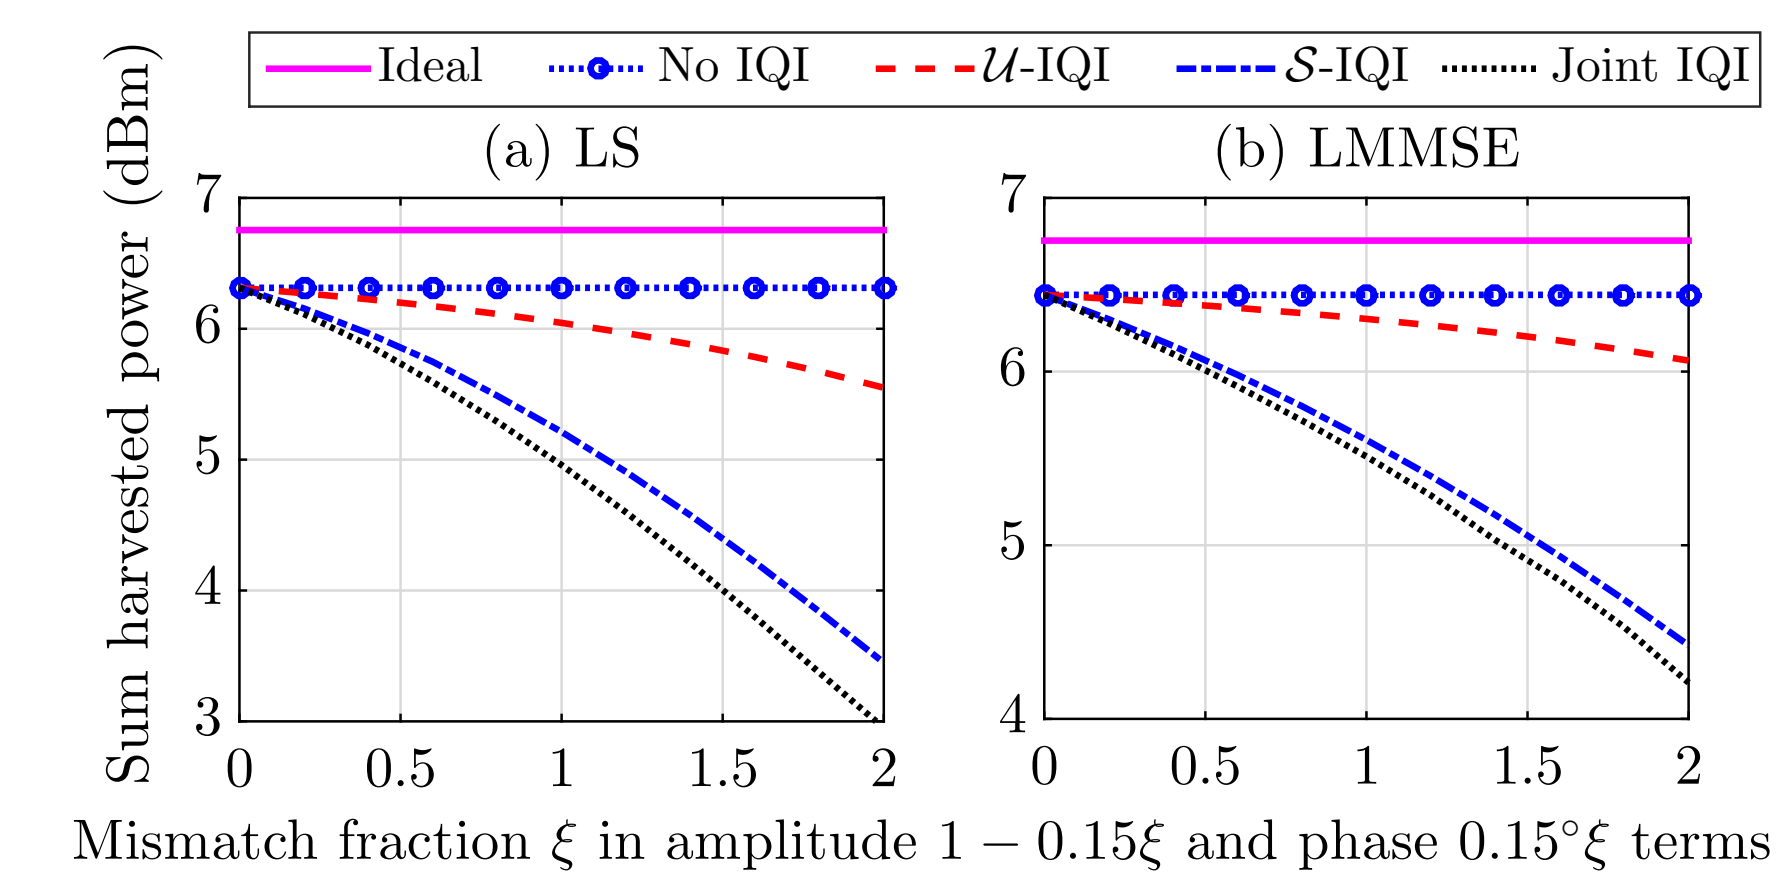 Ideal No IQI 𝒰-IQI 𝒮-IQI Joint IQI
(a) LS (b) LMMSE
Sum harvested power (dBm)
7 7
6 6
5 5
4 4
3
0 0.5 1 1.5 2 0 0.5 1 1.5 2
Mismatch fraction ξ in amplitude 1 − 0.15ξ and phase 0.15°ξ terms